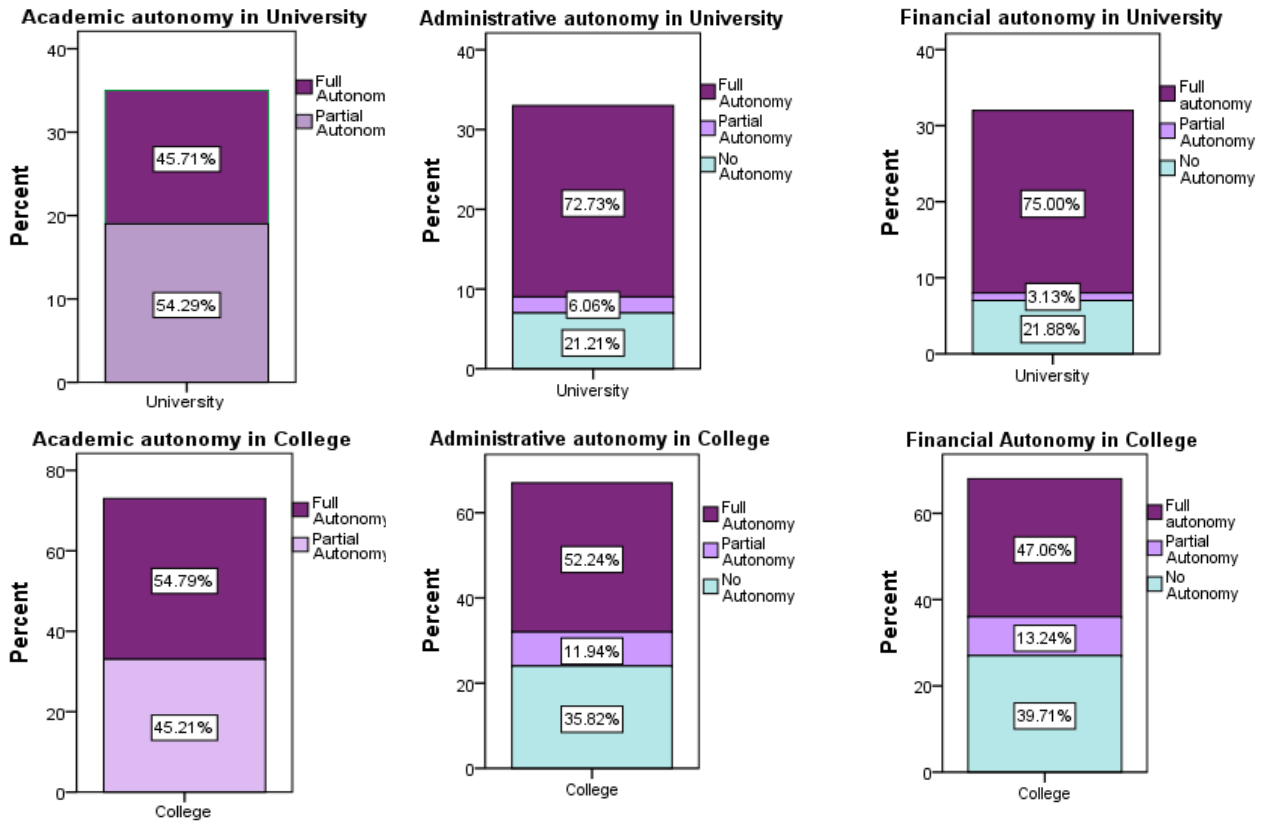 Academic autonomy in University
40
30
20
10
0
Percent
45.71%
54.29%
University
Full
Autonom
Partial
Autonom
Administrative autonomy in University
40
30
20
10
0
Percent
72.73%
6.06%
21.21%
University
Full
Autonomy
Partial
Autonomy
No
Autonomy
Financial autonomy in University
40
30
20
10
0
Percent
75.00%
3.13%
21.88%
University
Full
autonomy
Partial
Autonomy
No
Autonomy
Academic autonomy in College
80
60
40
20
0
Percent
54.79%
45.21%
College
Full
Autonomy
Partial
Autonomy
Administrative autonomy in College
60
40
20
0
Percent
52.24%
11.94%
35.82%
College
Full
Autonomy
Partial
Autonomy
No
Autonomy
Financial Autonomy in College
60
40
20
0
Percent
47.06%
13.24%
39.71%
College
Full
autonomy
Partial
Autonomy
No
Autonomy